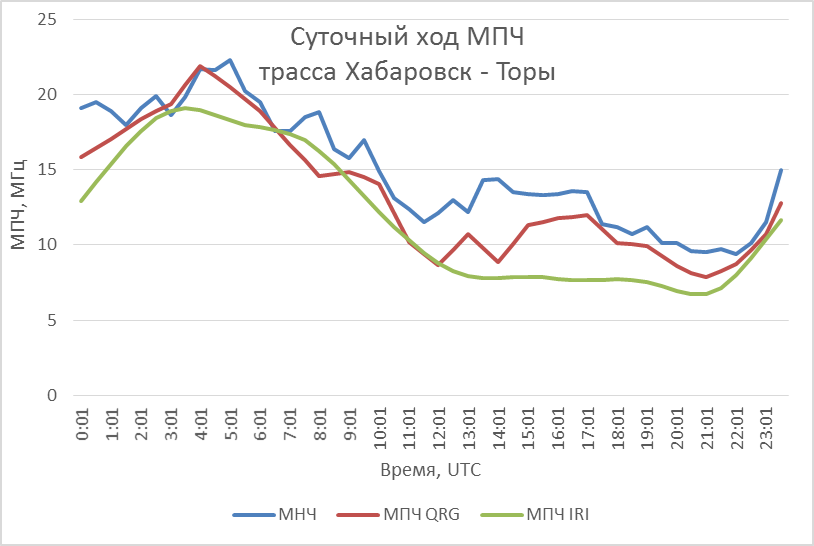 Суточный ход МПЧ
трасса Хабаровск - Торы
МПЧ, МГц
25
20
15
10
5
0
0:01 1:01 2:01 3:01 4:01 5:01 6:01 7:01 8:01 9:01 10:01 11:01 12:01 13:01 14:01 15:01 16:01 17:01 18:01 19:01 20:01 21:01 22:01 23:01
Время, UTC
МНЧ МПЧ QRG МПЧ IRI